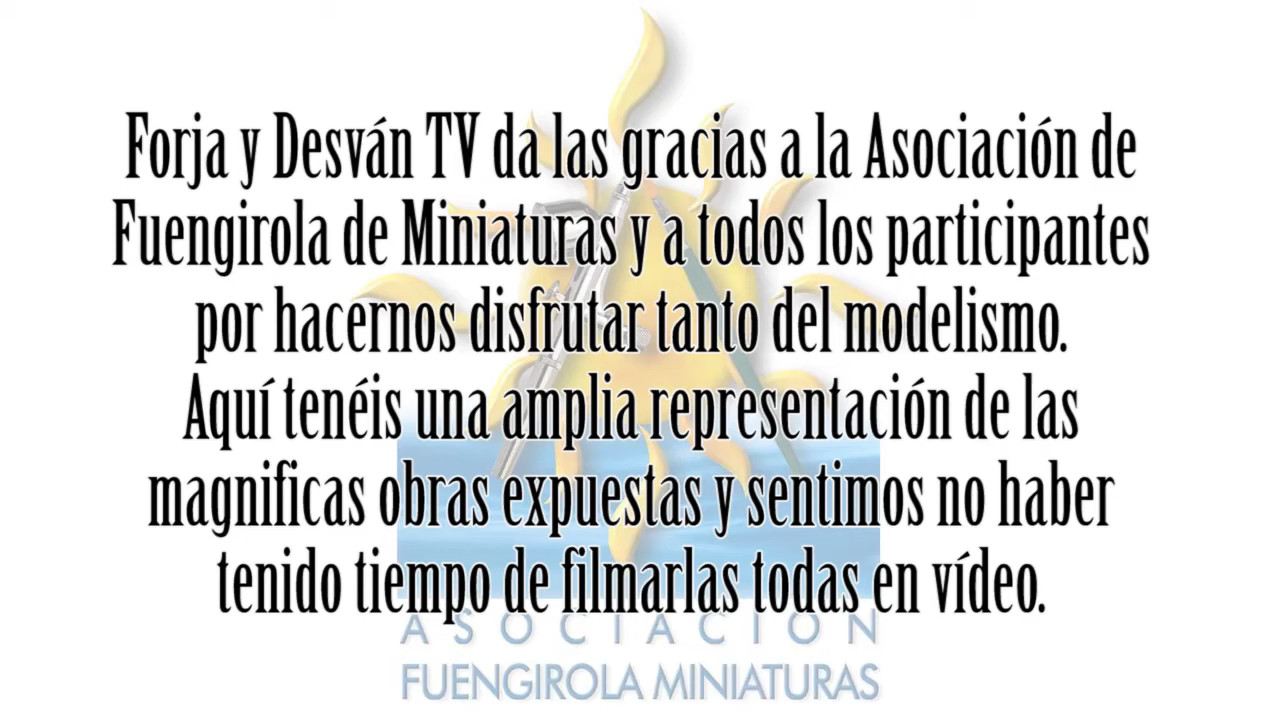 Forja y Desván TV da las gracias a la Asociación de
Fuengirola de Miniaturas y a todos los participantes
por hacernos disfrutar tanto del modelismo.
Aquí tenéis una amplia representación de las
magnificas obras expuestas y sentimos no haber
tenido tiempo de filmarlas todas en vídeo.
ASOCIACION
FUENGIROLA MINIATURAS